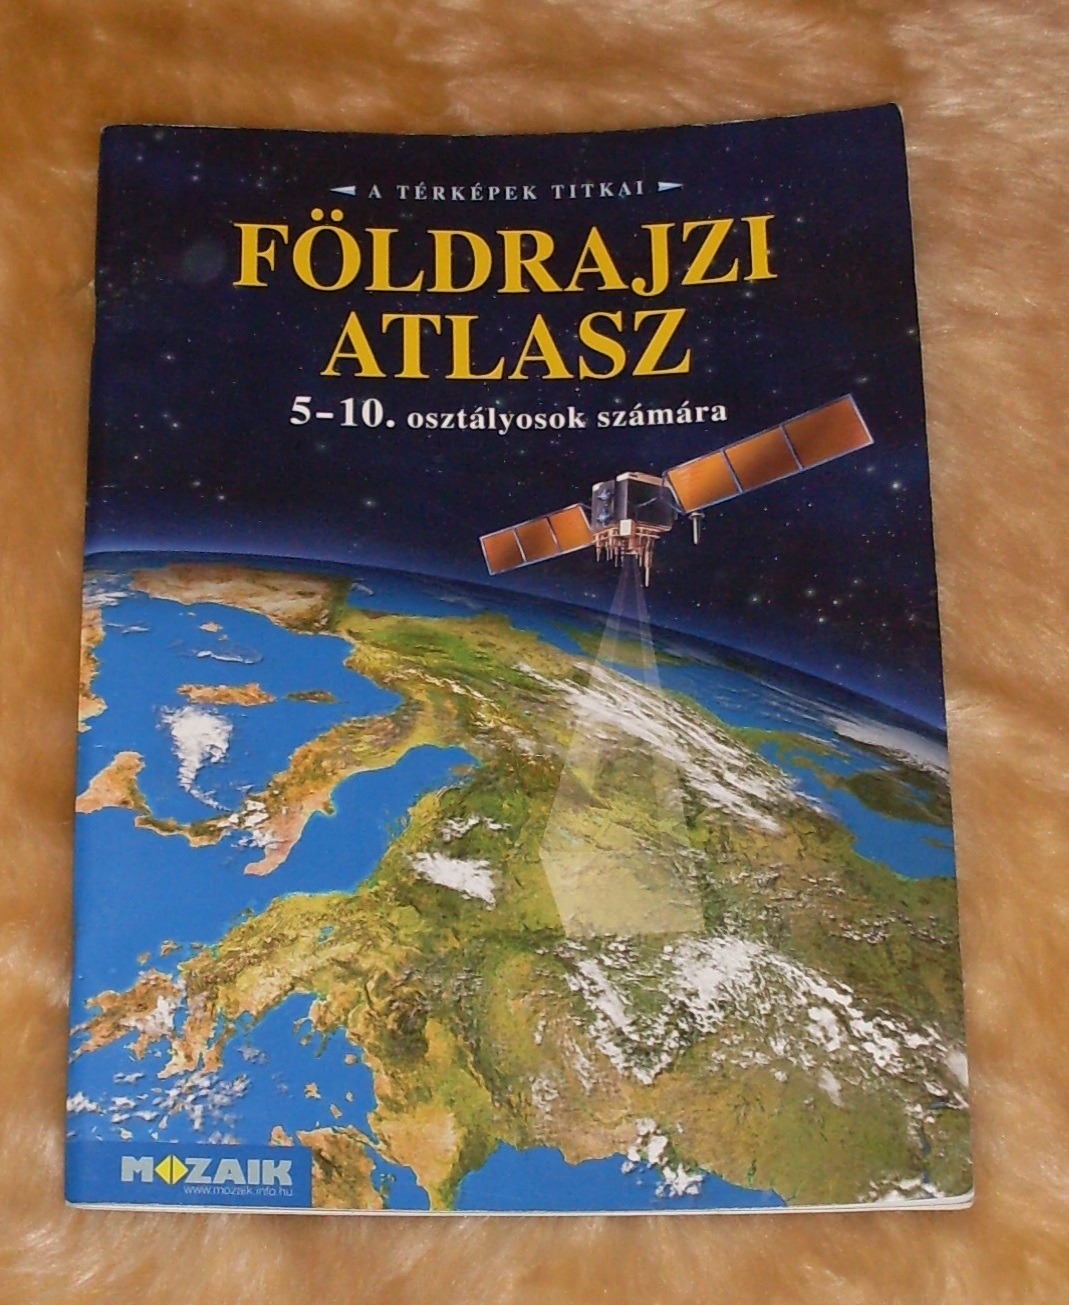 A TÉRKÉPEK TITKAI
FÖLDRAJZI
ATLASZ
5-10. osztályosok számára
MOZAIK
www.mozaik.info.hu